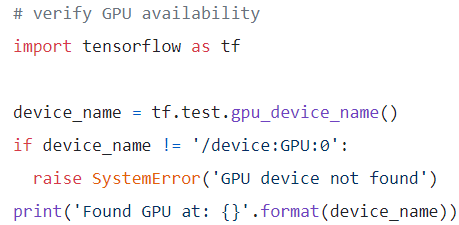 # verify GPU availability
import tensorflow as tf

device_name = tf.test.gpu_device_name()
if device_name != '/device:GPU:0':
  raise SystemError('GPU device not found')
print('Found GPU at: {}'.format(device_name))